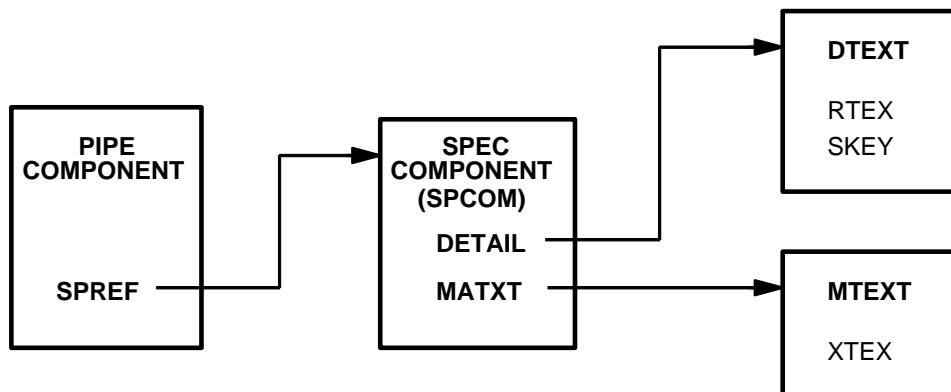 PIPE
COMPONENT
SPREF
SPEC
COMPONENT
(SPCOM)
DETAIL
MATXT
DTEXT
RTEX
SKEY
MTEXT
XTEX